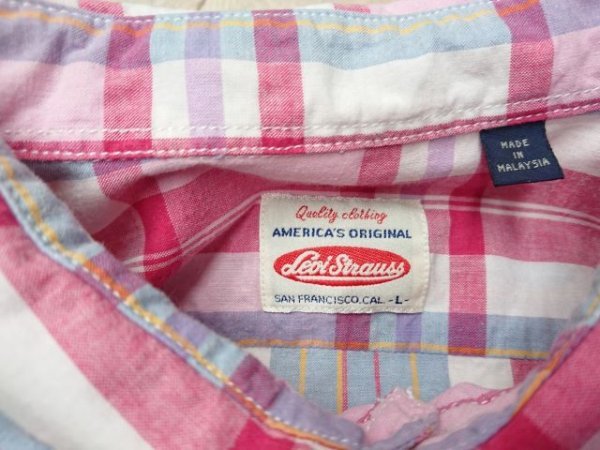 MADE
IN
MALAYSIA
Quality clothing
AMERICA'S ORIGINAL
Levi Strauss
SAN FRANCISCO,CAL. -L-